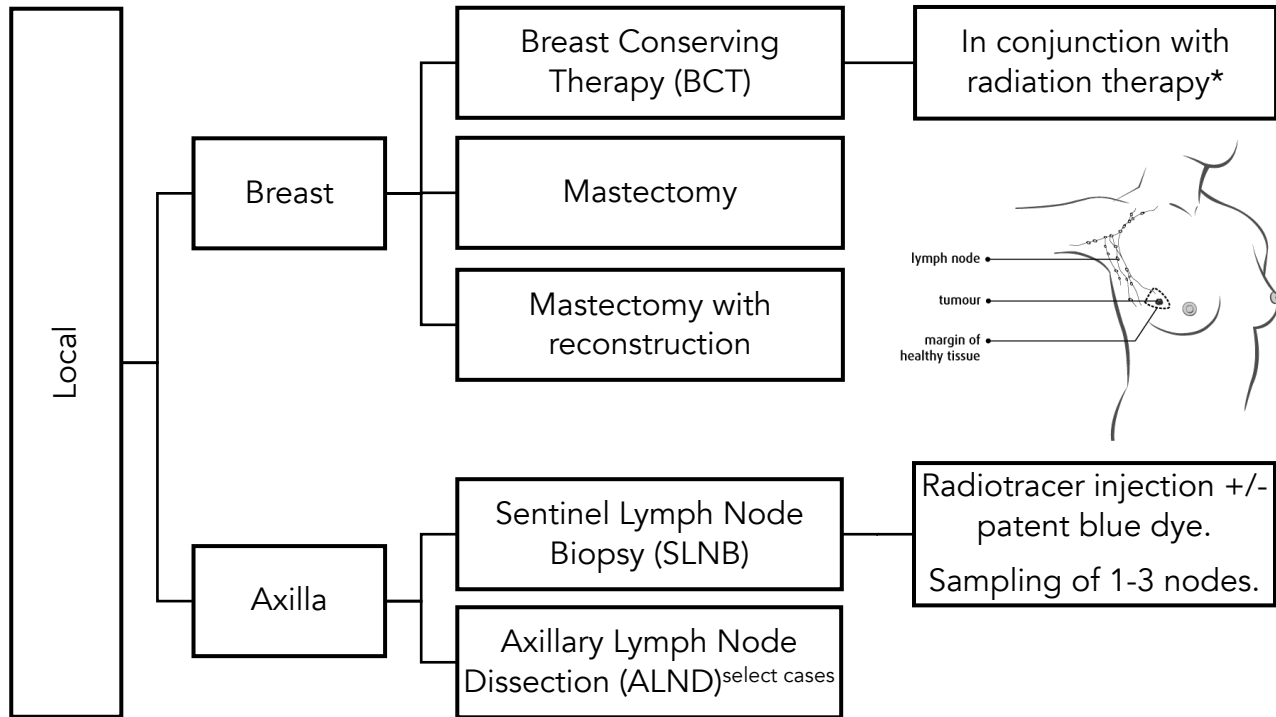 Local
Breast
Breast Conserving
Therapy (BCT)
In conjunction with
radiation therapy*
Mastectomy
Mastectomy with
reconstruction
lymph node
tumour
margin of
healthy tissue
Axilla
Sentinel Lymph Node
Biopsy (SLNB)
Radiotracer injection +/-
patent blue dye.
Sampling of 1-3 nodes.
Axillary Lymph Node
Dissection (ALND)select cases